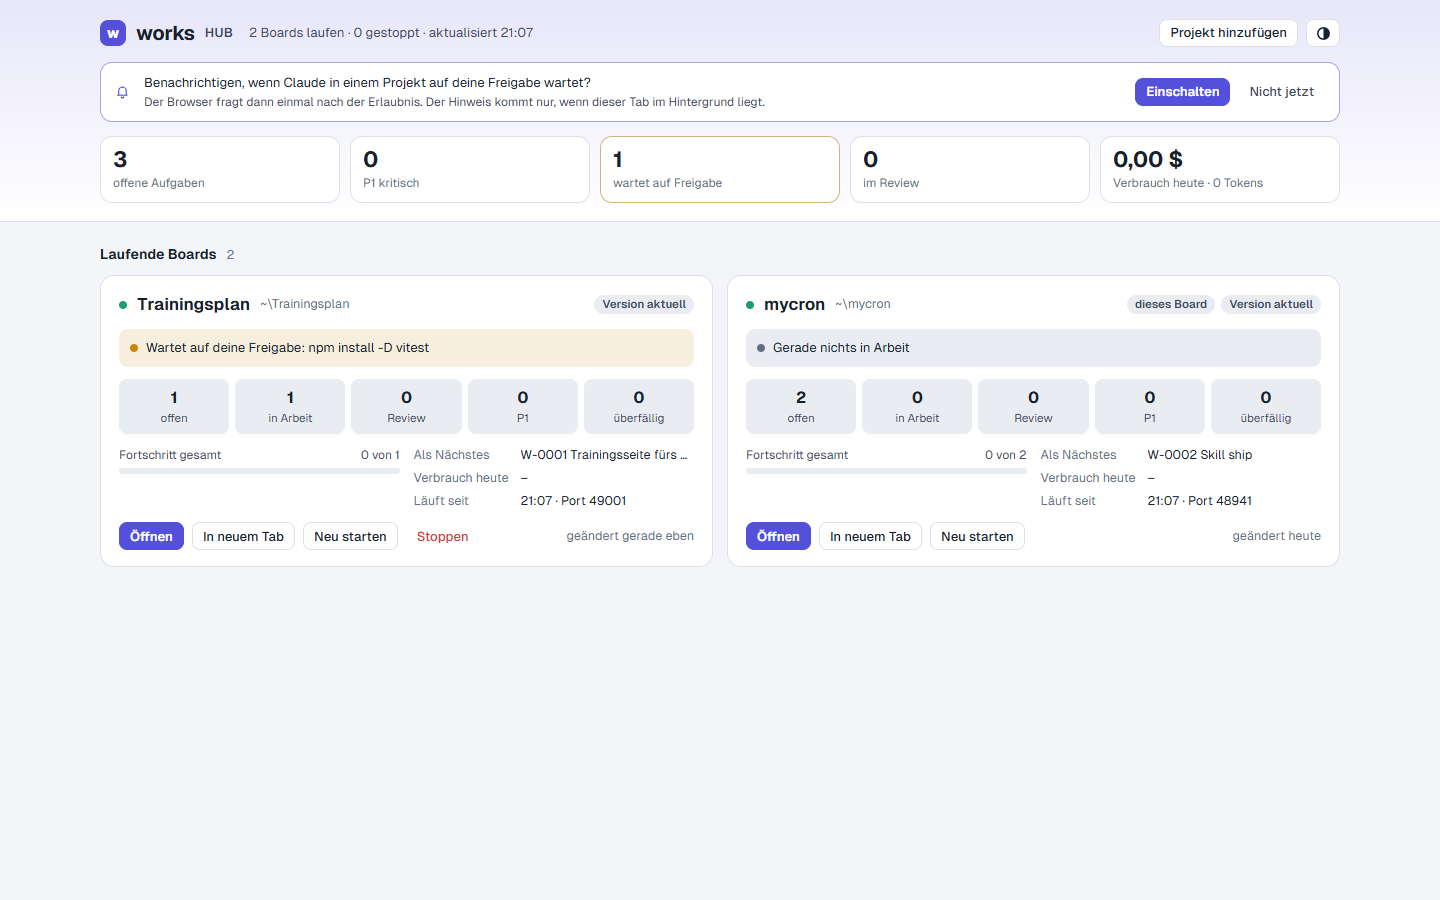 w works HUB 2 Boards laufen · 0 gestoppt · aktualisiert 21:07 Projekt hinzufügen
Benachrichtigen, wenn Claude in einem Projekt auf deine Freigabe wartet?
Der Browser fragt dann einmal nach der Erlaubnis. Der Hinweis kommt nur, wenn dieser Tab im Hintergrund liegt.
Einschalten Nicht jetzt
3
offene Aufgaben
0
P1 kritisch
1
wartet auf Freigabe
0
im Review
0,00 $
Verbrauch heute · 0 Tokens
Laufende Boards 2
Trainingsplan ~\Trainingsplan Version aktuell
Wartet auf deine Freigabe: npm install -D vitest
1
offen
1
in Arbeit
0
Review
0
P1
0
überfällig
Fortschritt gesamt 0 von 1
Als Nächstes W-0001 Trainingsseite fürs ...
Verbrauch heute –
Läuft seit 21:07 · Port 49001
Öffnen In neuem Tab Neu starten Stoppen geändert gerade eben
mycron ~\mycron dieses Board Version aktuell
Gerade nichts in Arbeit
2
offen
0
in Arbeit
0
Review
0
P1
0
überfällig
Fortschritt gesamt 0 von 2
Als Nächstes W-0002 Skill ship
Verbrauch heute –
Läuft seit 21:07 · Port 48941
Öffnen In neuem Tab Neu starten geändert heute